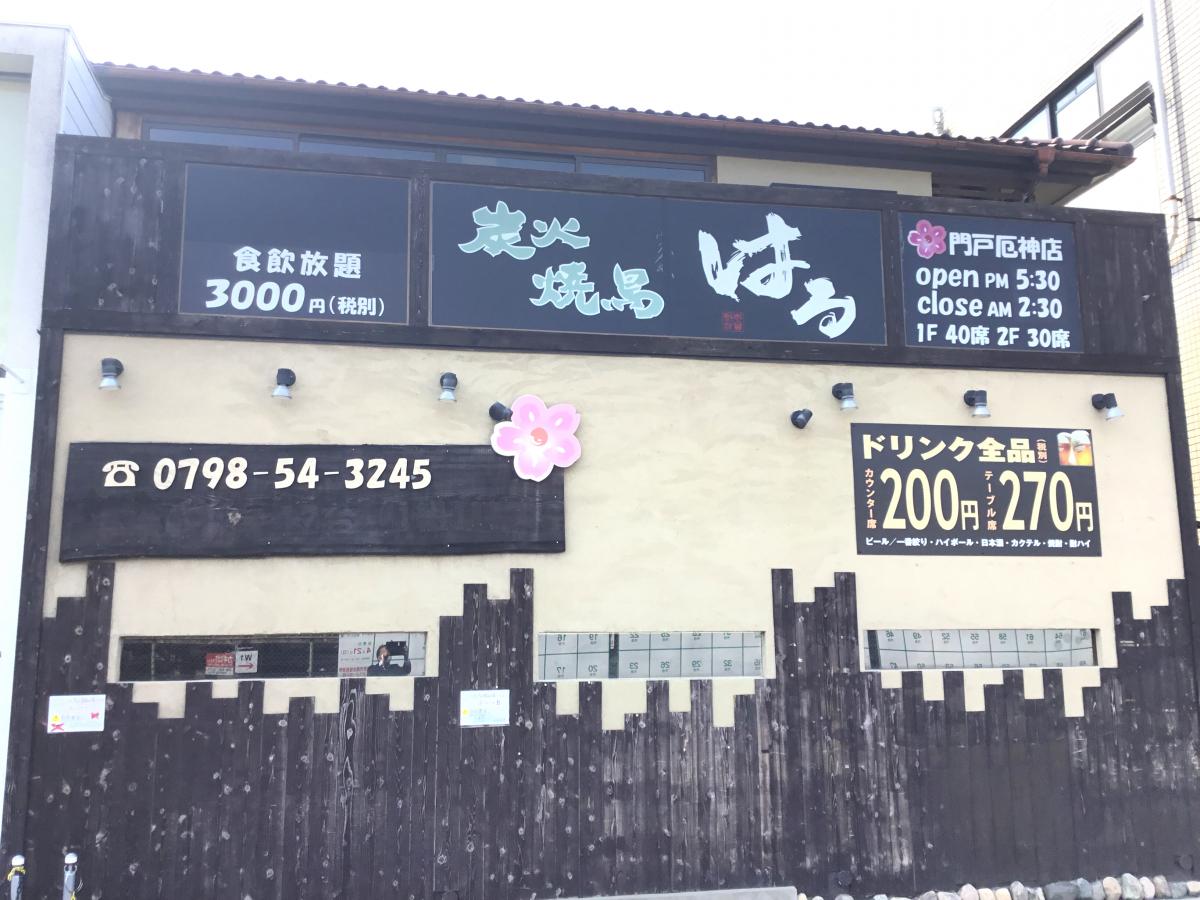 食飲放題
3000円(税別)
炭火
焼鳥
はる
門戸厄神店
open PM 5:30
close AM 2:30
1F 40席 2F 30席
☎ 0798-54-3245
ドリンク全品(税別)
カウンター席 200円 テーブル席 270円
ビール/一番搾り・ハイボール・日本酒・カクテル・焼酎・酎ハイ
W1
4 21